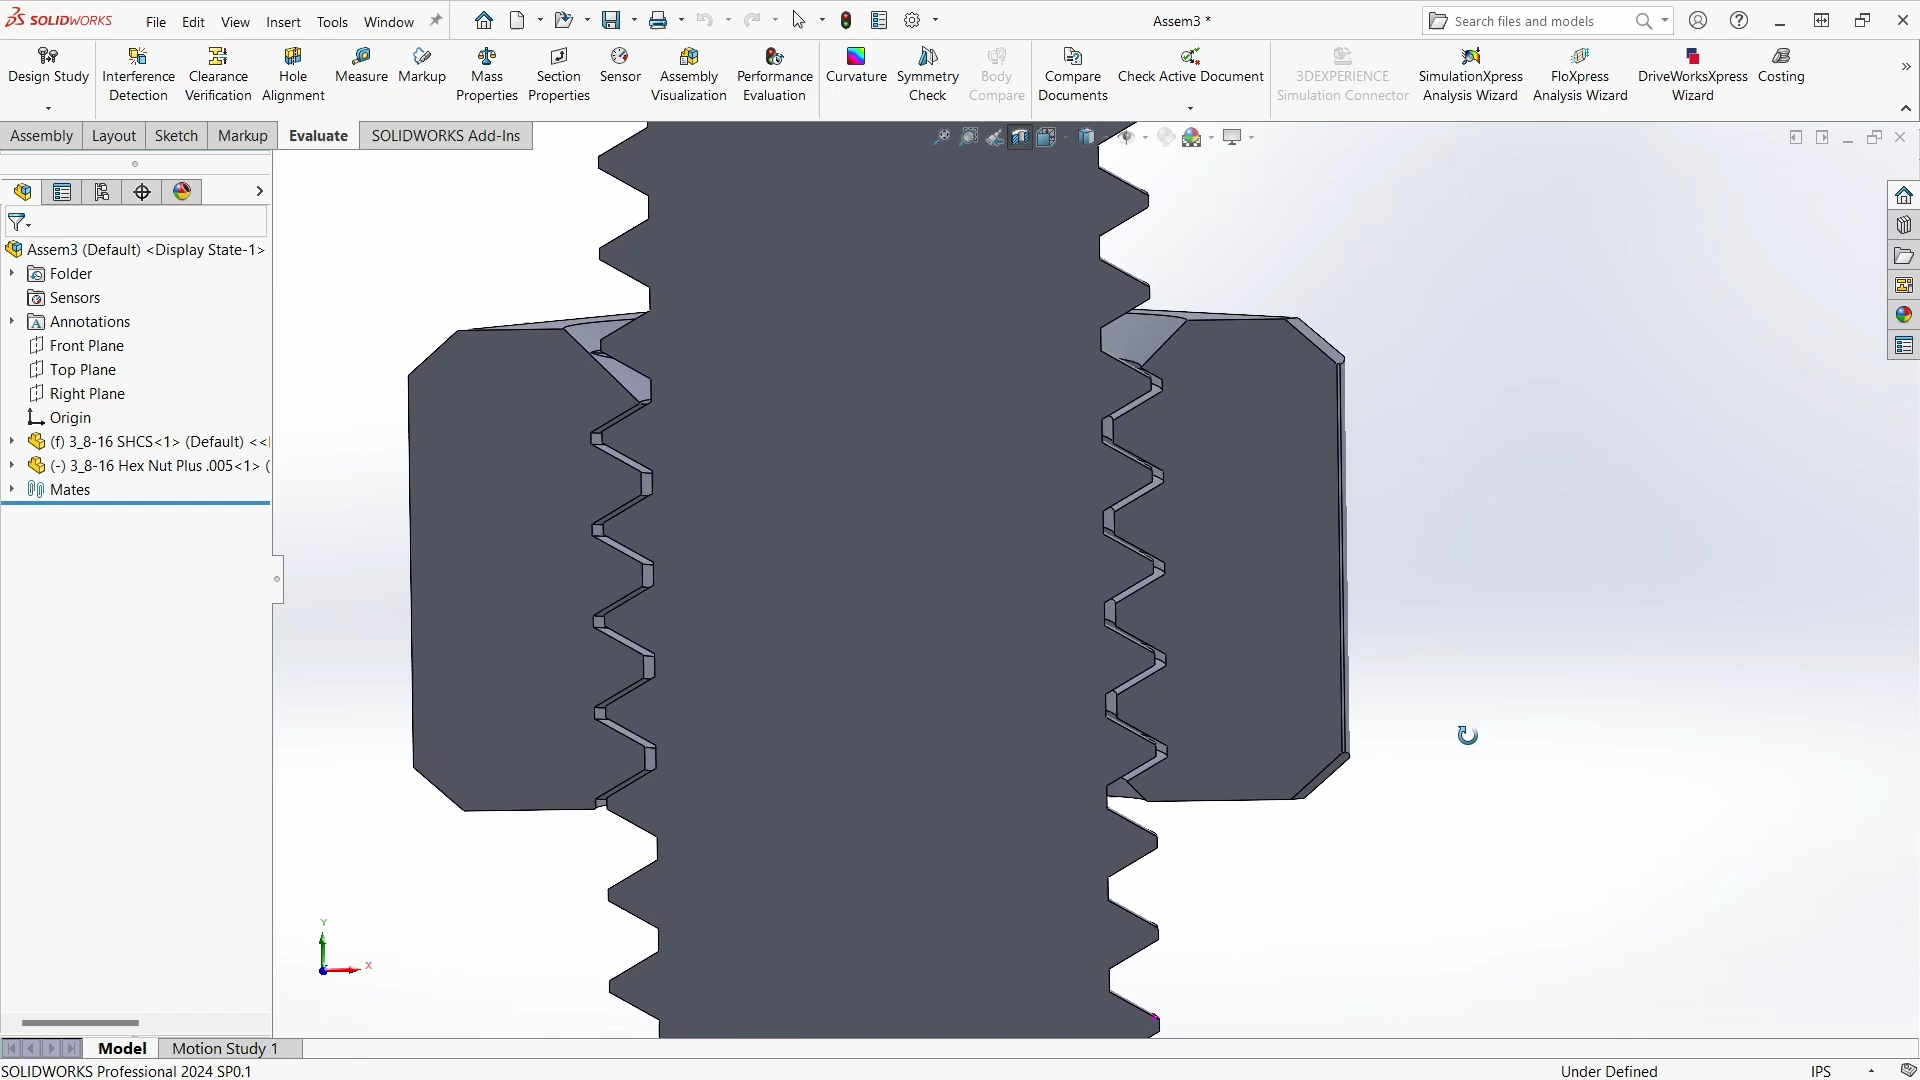 SOLIDWORKS File Edit View Insert Tools Window Assem3 * Search files and models
Design Study Interference Detection Clearance Verification Hole Alignment Measure Markup Mass Properties Section Properties Sensor Assembly Visualization Performance Evaluation Curvature Symmetry Check Body Compare Compare Documents Check Active Document 3DEXPERIENCE Simulation Connector SimulationXpress Analysis Wizard FloXpress Analysis Wizard DriveWorksXpress Wizard Costing
Assembly Layout Sketch Markup Evaluate SOLIDWORKS Add-Ins
Assem3 (Default) <Display State-1>
Folder
Sensors
A Annotations
Front Plane
Top Plane
Right Plane
Origin
(f) 3_8-16 SHCS<1> (Default) <<
(-) 3_8-16 Hex Nut Plus .005<1> (
Mates
Y
X
Model Motion Study 1
SOLIDWORKS Professional 2024 SP0.1 Under Defined IPS